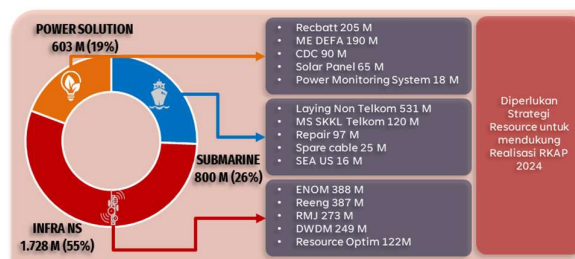 POWER SOLUTION
603 M (19%)
• Recbatt 205 M
• ME DEFA 190 M
• CDC 90 M
• Solar Panel 65 M
• Power Monitoring System 18 M
SUBMARINE
800 M (26%)
• Laying Non Telkom 531 M
• MS SKKL Telkom 120 M
• Repair 97 M
• Spare cable 25 M
• SEA US 16 M
INFRA NS
1.728 M (55%)
• ENOM 388 M
• Reeng 387 M
• RMJ 273 M
• DWDM 249 M
• Resource Optim 122M
Diperlukan
Strategi
Resource untuk
mendukung
Realisasi RKAP
2024